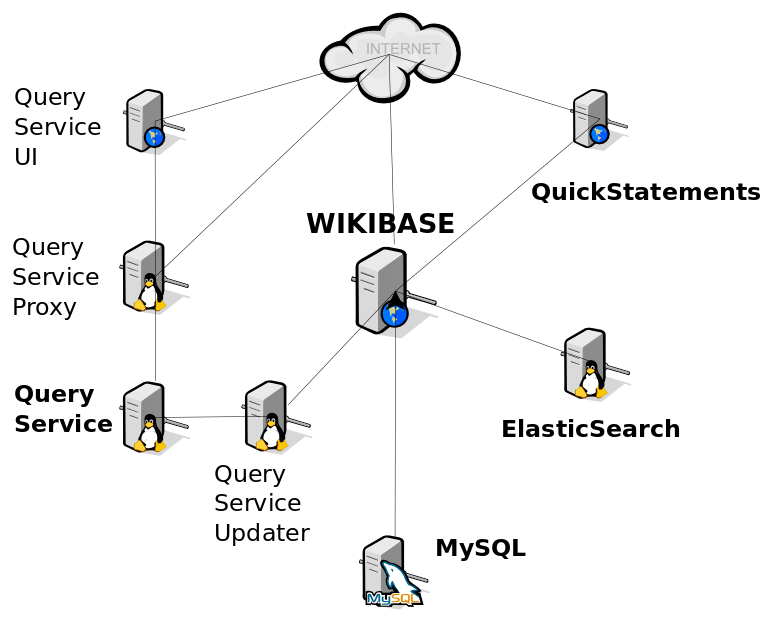 INTERNET
Query
Service
UI
QuickStatements
WIKIBASE
Query
Service
Proxy
Query
Service
ElasticSearch
Query
Service
Updater
MySQL
MySQL